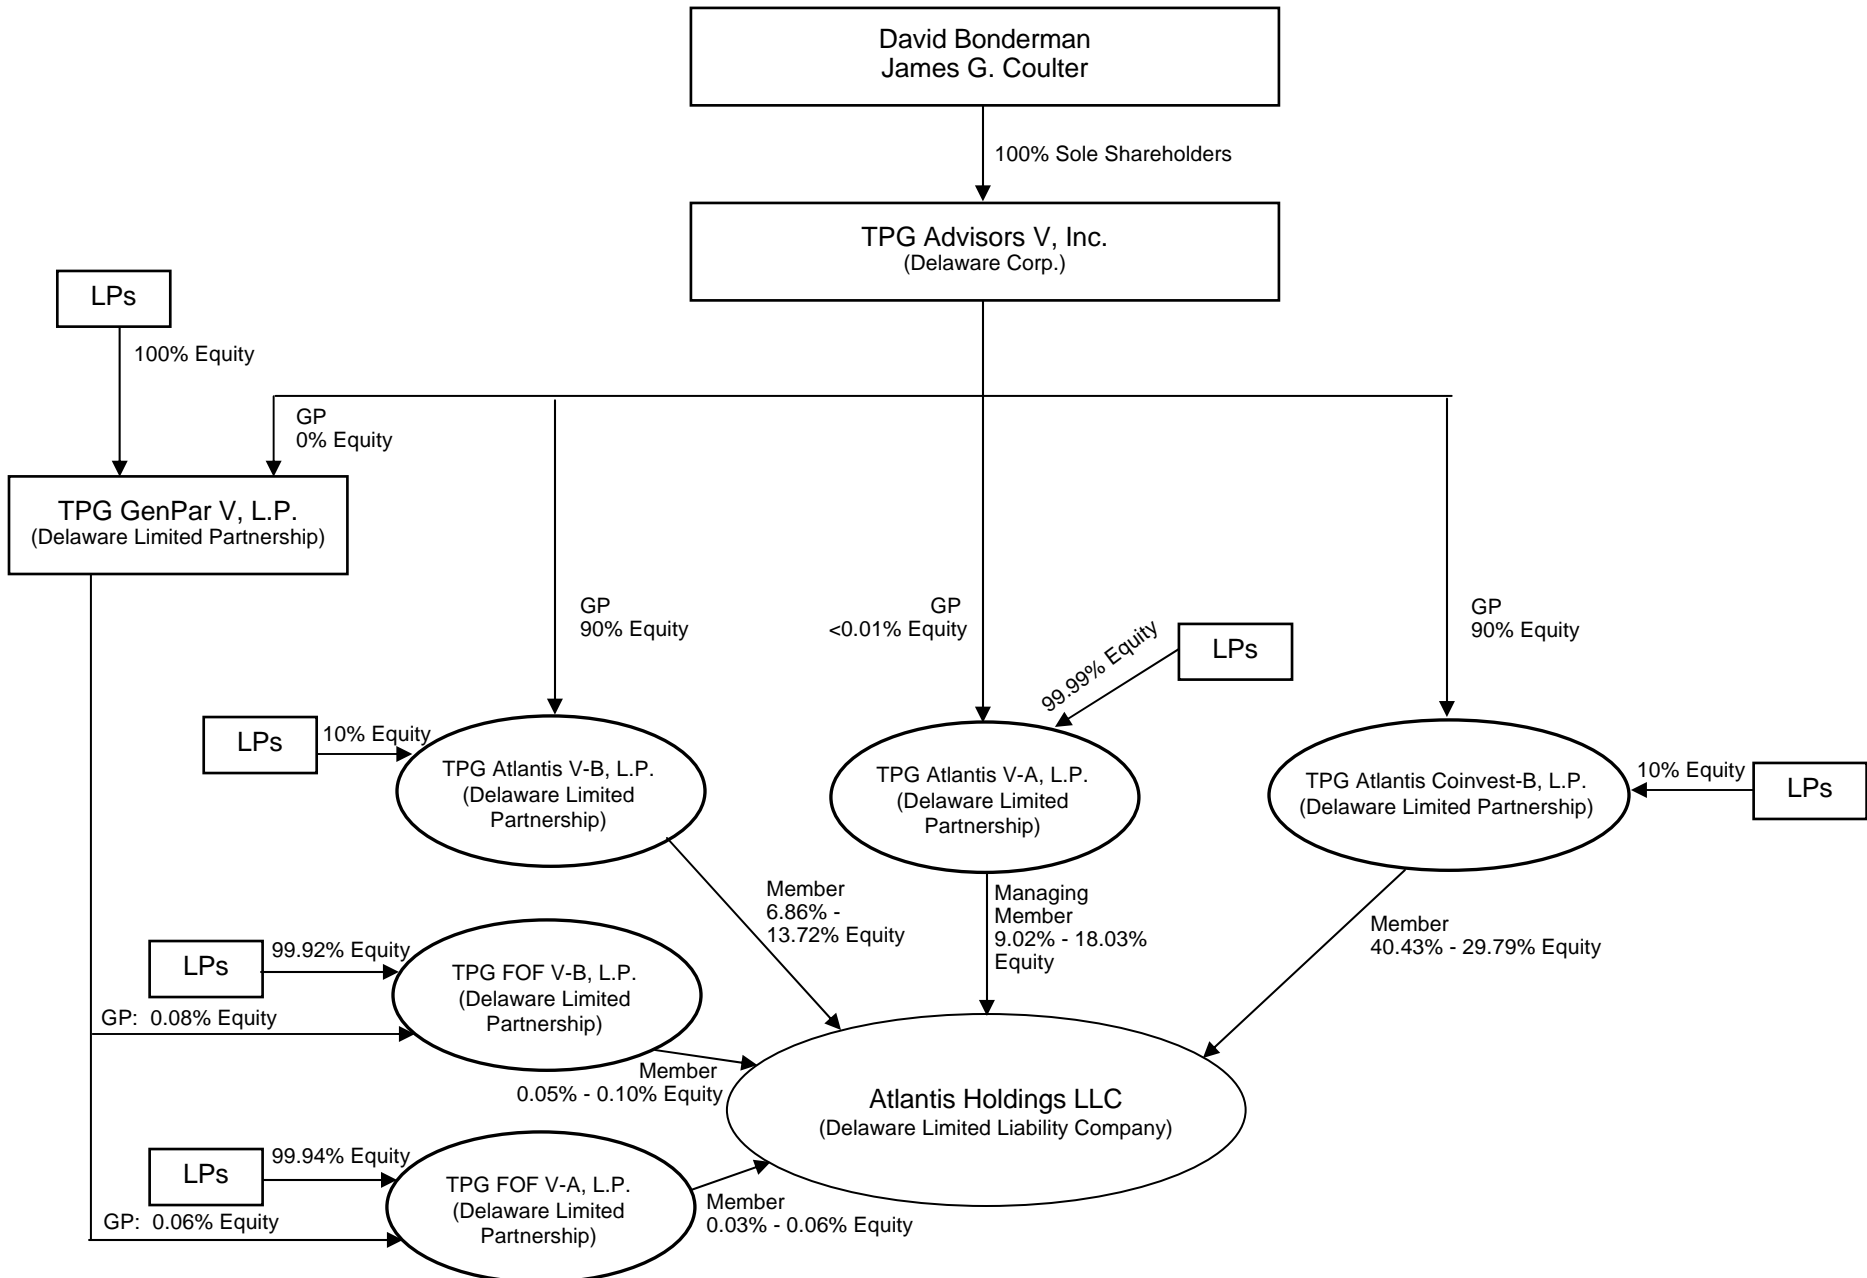 David Bonderman
James G. Coulter
100% Sole Shareholders
TPG Advisors V, Inc.
(Delaware Corp.)
LPs
100% Equity
GP
0% Equity
TPG GenPar V, L.P.
(Delaware Limited Partnership)
GP
90% Equity
GP
<0.01% Equity
99.99% Equity
LPs
GP
90% Equity
LPs
10% Equity
TPG Atlantis V-B, L.P.
(Delaware Limited
Partnership)
TPG Atlantis V-A, L.P.
(Delaware Limited
Partnership)
TPG Atlantis Coinvest-B, L.P.
(Delaware Limited Partnership)
10% Equity
LPs
Member
6.86% -
13.72% Equity
Managing
Member
9.02% - 18.03%
Equity
Member
40.43% - 29.79% Equity
LPs
99.92% Equity
GP: 0.08% Equity
TPG FOF V-B, L.P.
(Delaware Limited
Partnership)
Member
0.05% - 0.10% Equity
Atlantis Holdings LLC
(Delaware Limited Liability Company)
LPs
99.94% Equity
GP: 0.06% Equity
TPG FOF V-A, L.P.
(Delaware Limited
Partnership)
Member
0.03% - 0.06% Equity